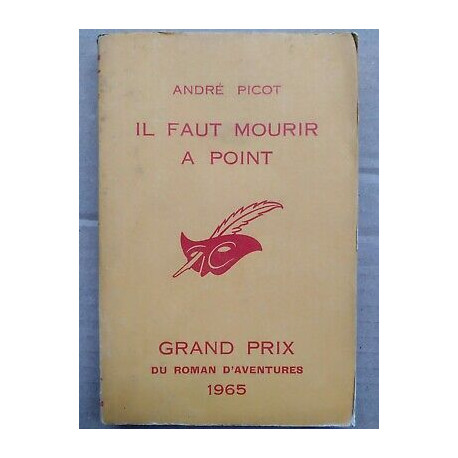 ANDRÉ PICOT
IL FAUT MOURIR
A POINT
GRAND PRIX
DU ROMAN D'AVENTURES
1965